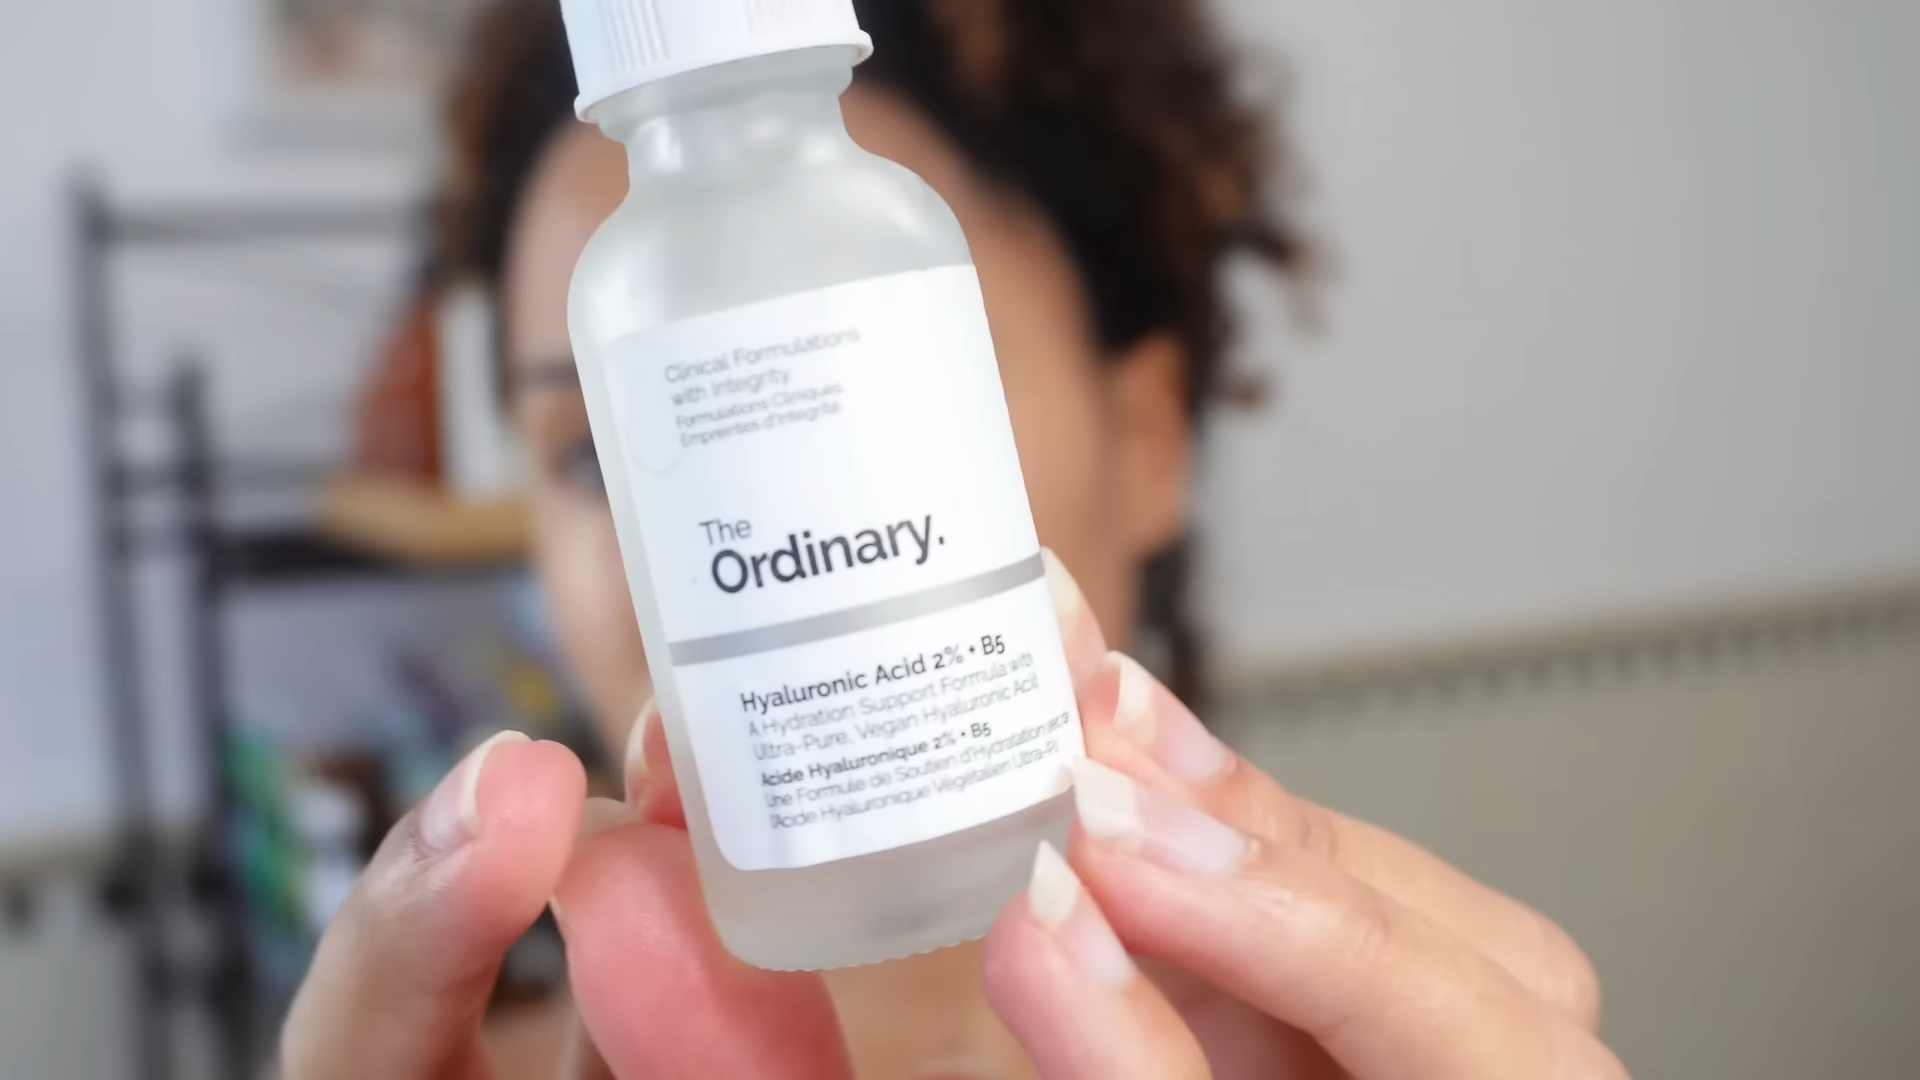 Clinical Formulations
with Integrity.
Formulations Cliniques
Empreintes d'Intégrité
The
Ordinary.
Hyaluronic Acid 2% + B5
A Hydration Support Formula with
Ultra-Pure, Vegan Hyaluronic Acid
Acide Hyaluronique 2% + B5
Une Formule de Soutien d'Hydratation
Acide Hyaluronique Végétalien Ultra-P